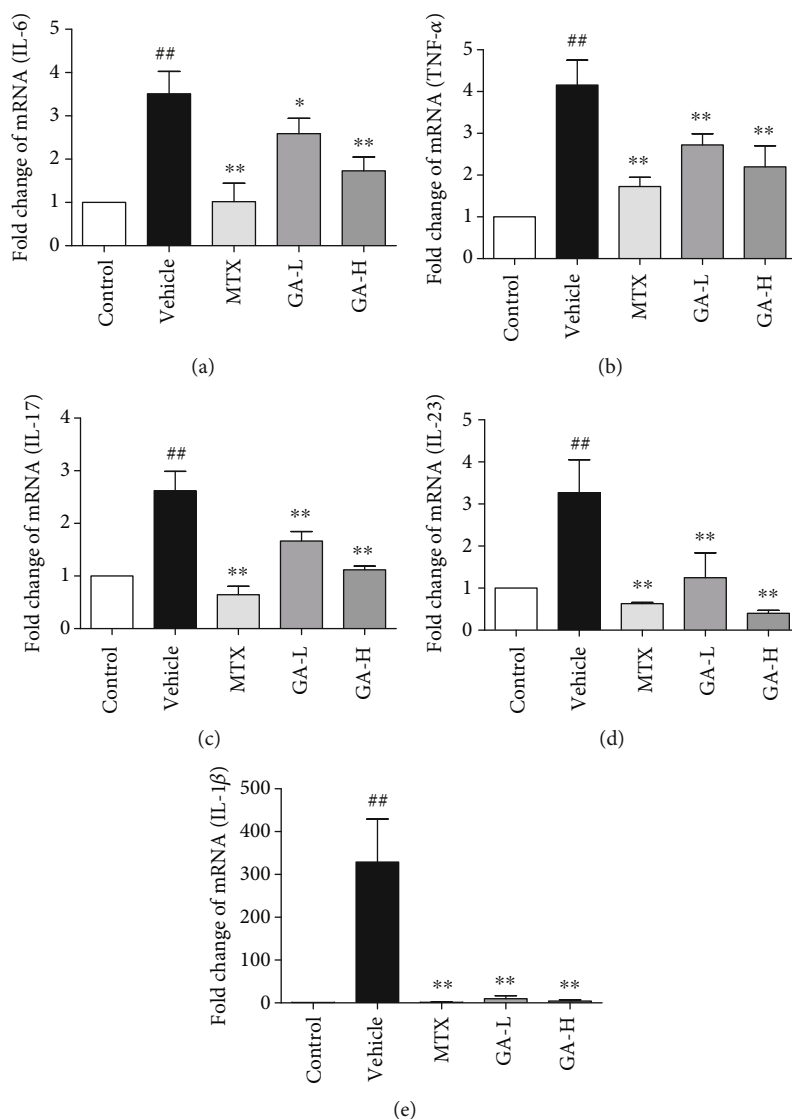 Fold change of mRNA (IL-6)
5
4
3
2
1
0
##
**
*
**
Control
Vehicle
MTX
GA-L
GA-H
(a)
Fold change of mRNA (TNF-α)
5
4
3
2
1
0
##
**
**
**
Control
Vehicle
MTX
GA-L
GA-H
(b)
Fold change of mRNA (IL-17)
4
3
2
1
0
##
**
**
**
Control
Vehicle
MTX
GA-L
GA-H
(c)
Fold change of mRNA (IL-23)
5
4
3
2
1
0
##
**
**
**
Control
Vehicle
MTX
GA-L
GA-H
(d)
Fold change of mRNA (IL-1β)
500
400
300
200
100
0
##
**
**
**
Control
Vehicle
MTX
GA-L
GA-H
(e)